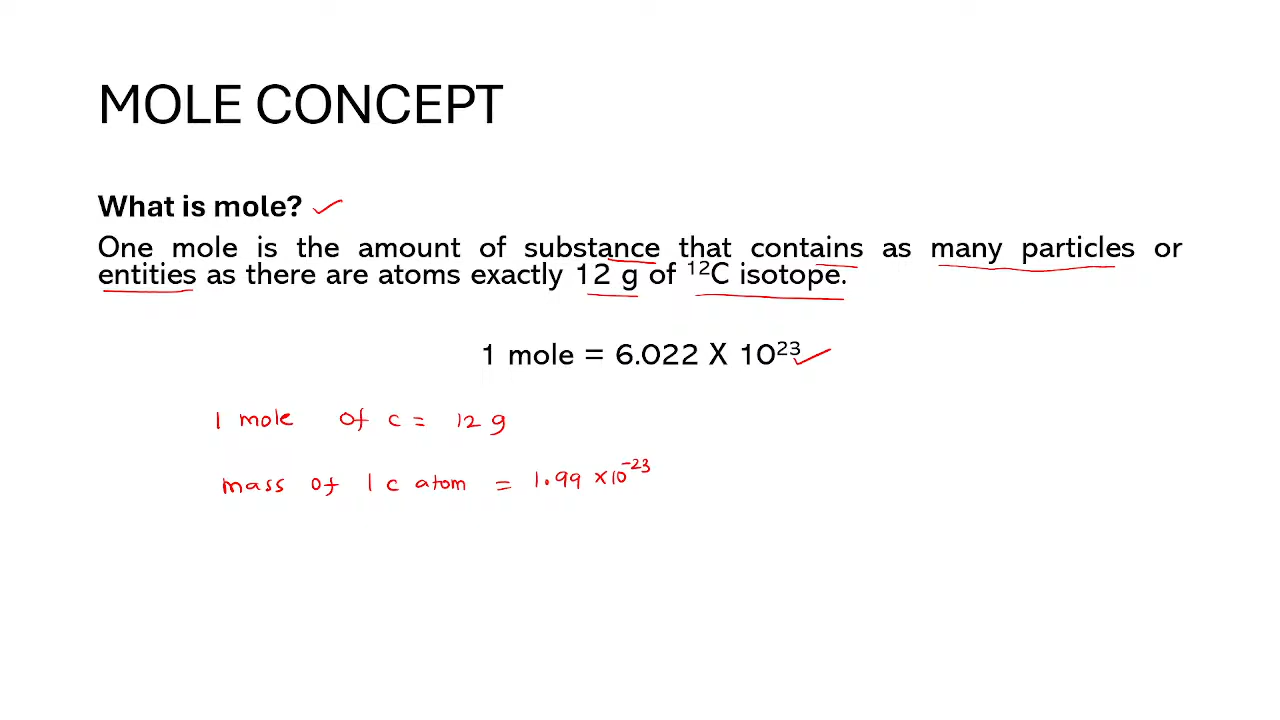 MOLE CONCEPT
What is mole?
One mole is the amount of substance that contains as many particles or
entities as there are atoms exactly 12 g of ¹²C isotope.
1 mole = 6.022 X 10²³
1 mole of c = 12 g
mass of 1 c atom = 1.99 ×10⁻²³